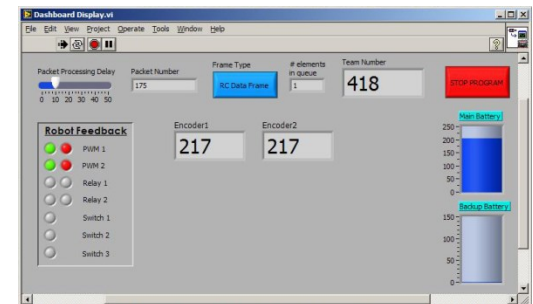 Dashboard Display.vi
File Edit View Project Operate Tools Window Help
Packet Processing Delay
0 10 20 30 40 50
Packet Number
175
Frame Type
RC Data Frame
# elements
in queue
1
Team Number
418
STOP PROGRAM
Robot Feedback
PWM 1
PWM 2
Relay 1
Relay 2
Switch 1
Switch 2
Switch 3
Encoder1
217
Encoder2
217
Main Battery
250
200
150
100
50
0
Backup Battery
150
100
50
0